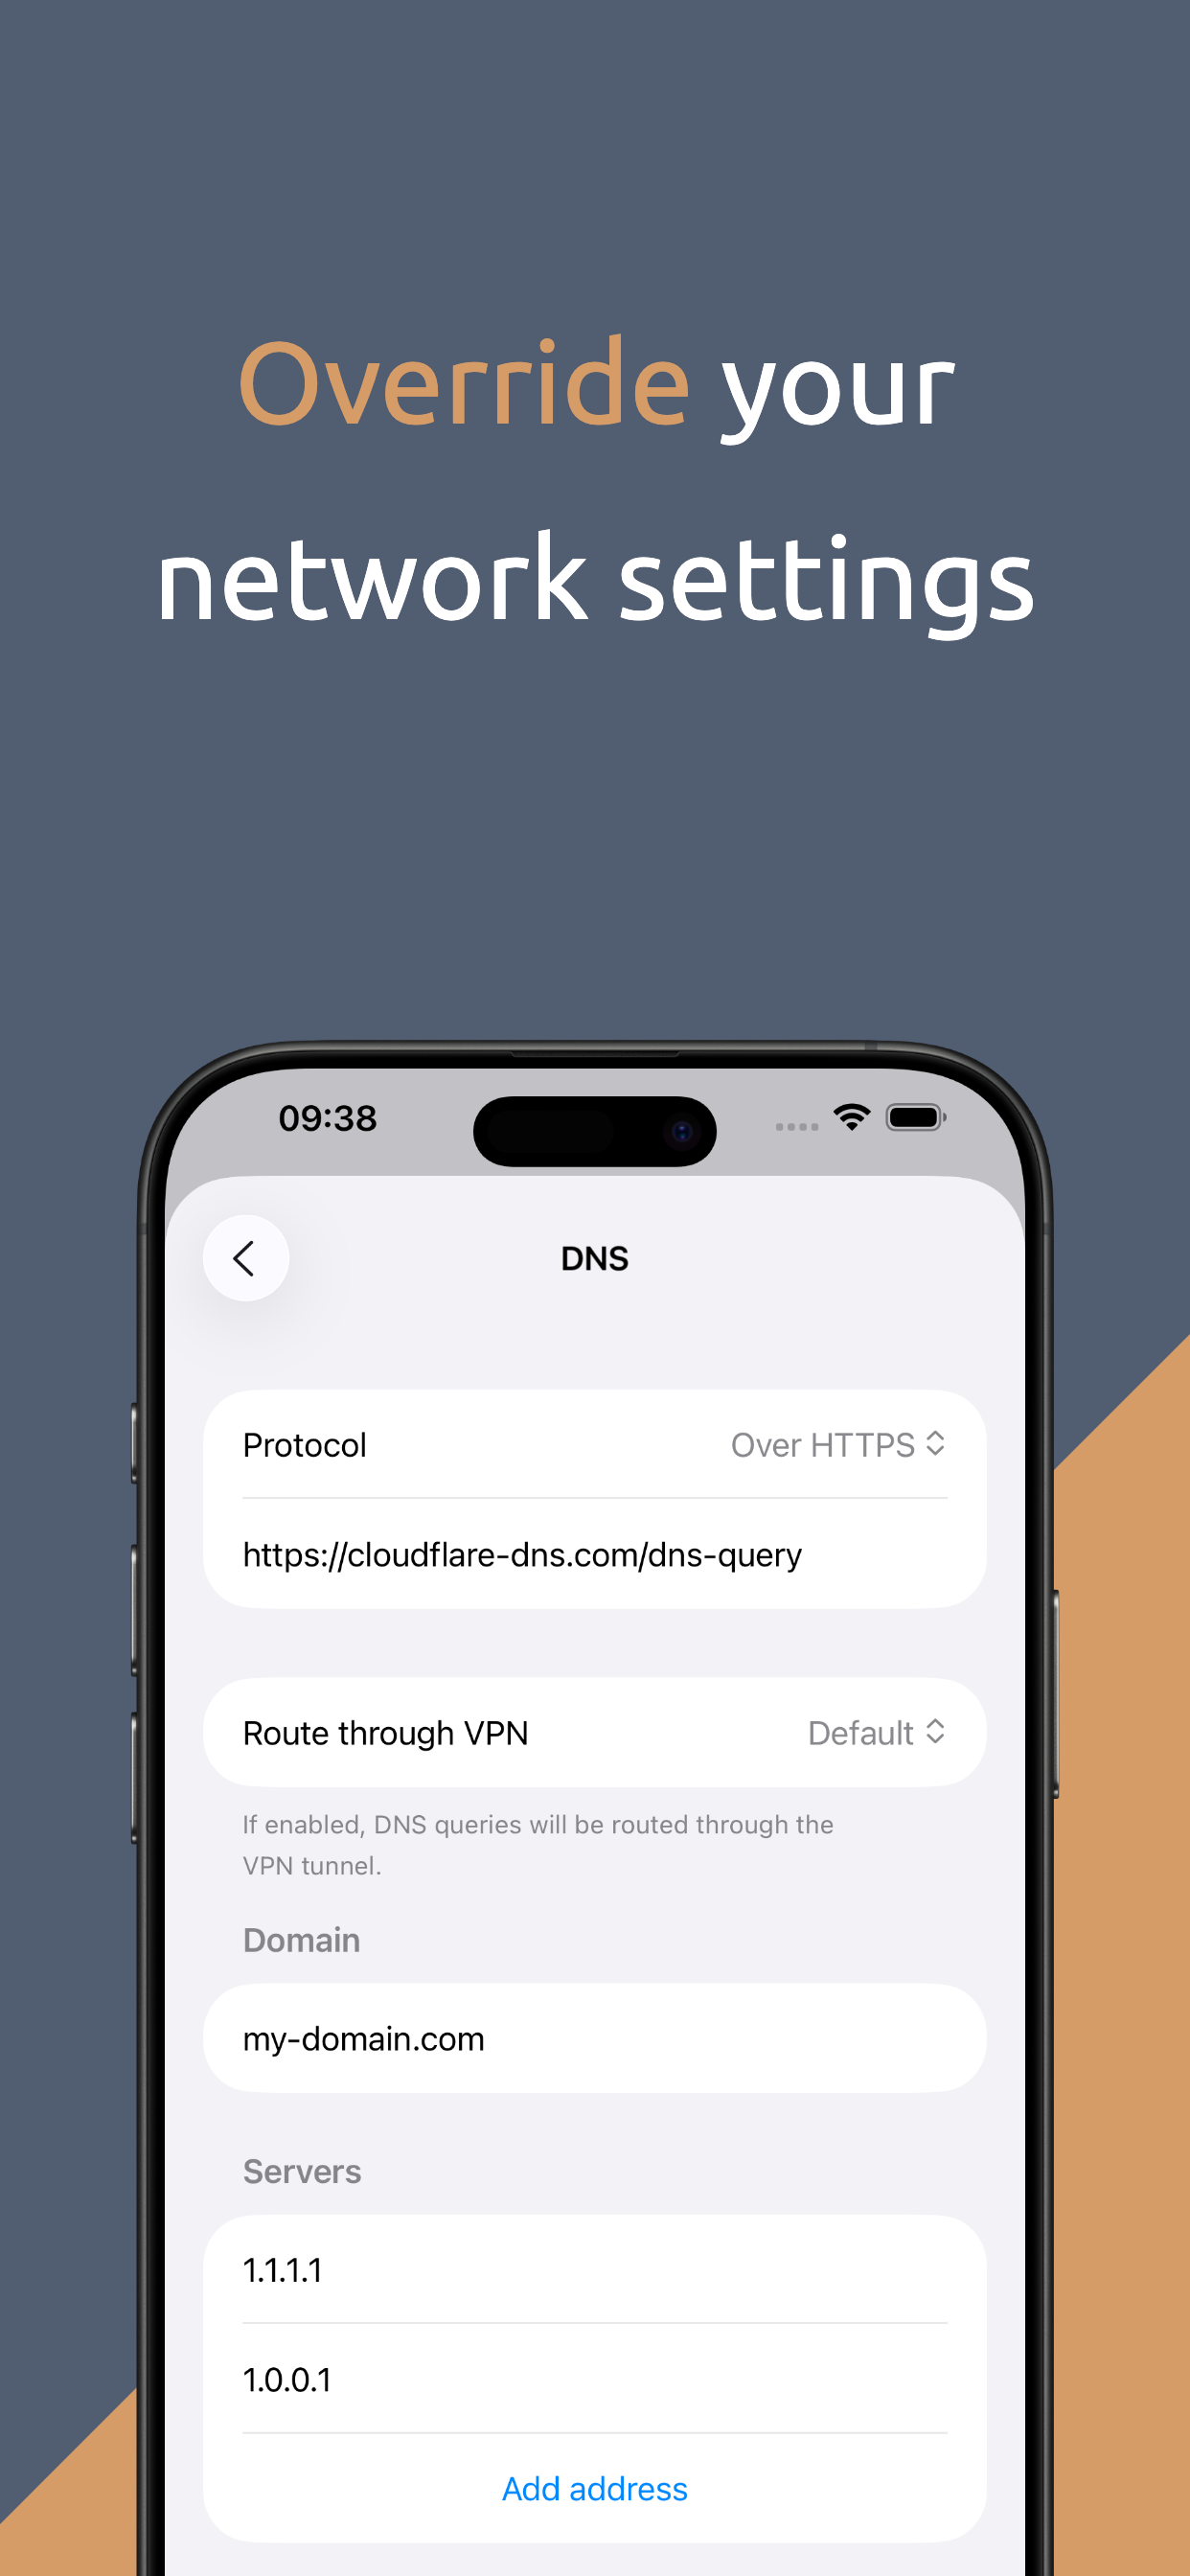 Override your
network settings
09:38
DNS
Protocol Over HTTPS
https://cloudflare-dns.com/dns-query
Route through VPN Default
If enabled, DNS queries will be routed through the
VPN tunnel.
Domain
my-domain.com
Servers
1.1.1.1
1.0.0.1
Add address